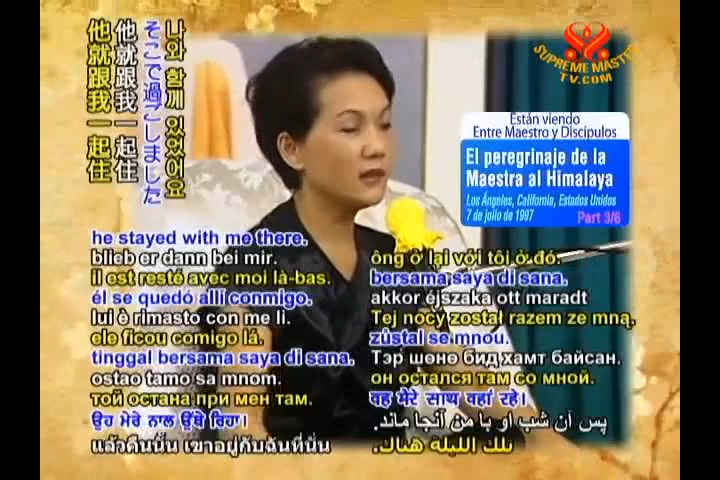 나와 함께 있었어요
そこで過ごしました
他就跟我一起住
他就跟我一起住
SUPREME MASTER
TV.COM
Están viendo
Entre Maestro y Discípulos
El peregrinaje de la
Maestra al Himalaya
Los Ángeles, California, Estados Unidos
7 de julio de 1997
Part 3/6
he stayed with me there.
blieb er dann bei mir.
il est resté avec moi là-bas.
él se quedó allí conmigo.
lui è rimasto con me lì.
ele ficou comigo lá.
tinggal bersama saya di sana.
ostao tamo sa mnom.
той остана при мен там.
ਉਹ ਮੇਰੇ ਨਾਲ ਉੱਥੇ ਰਿਹਾ।
แล้วคืนนั้น เขาอยู่กับฉันที่นั่น
ông ở lại với tôi ở đó.
bersama saya di sana.
akkor éjszaka ott maradt
Tej nocy został razem ze mną.
zůstal se mnou.
Тэр шөнө бид хамт байсан.
он остался там со мной.
वह मेरे साथ वहां रहे।
پس آن شب او با من آنجا ماند.
تلك الليلة هناك.